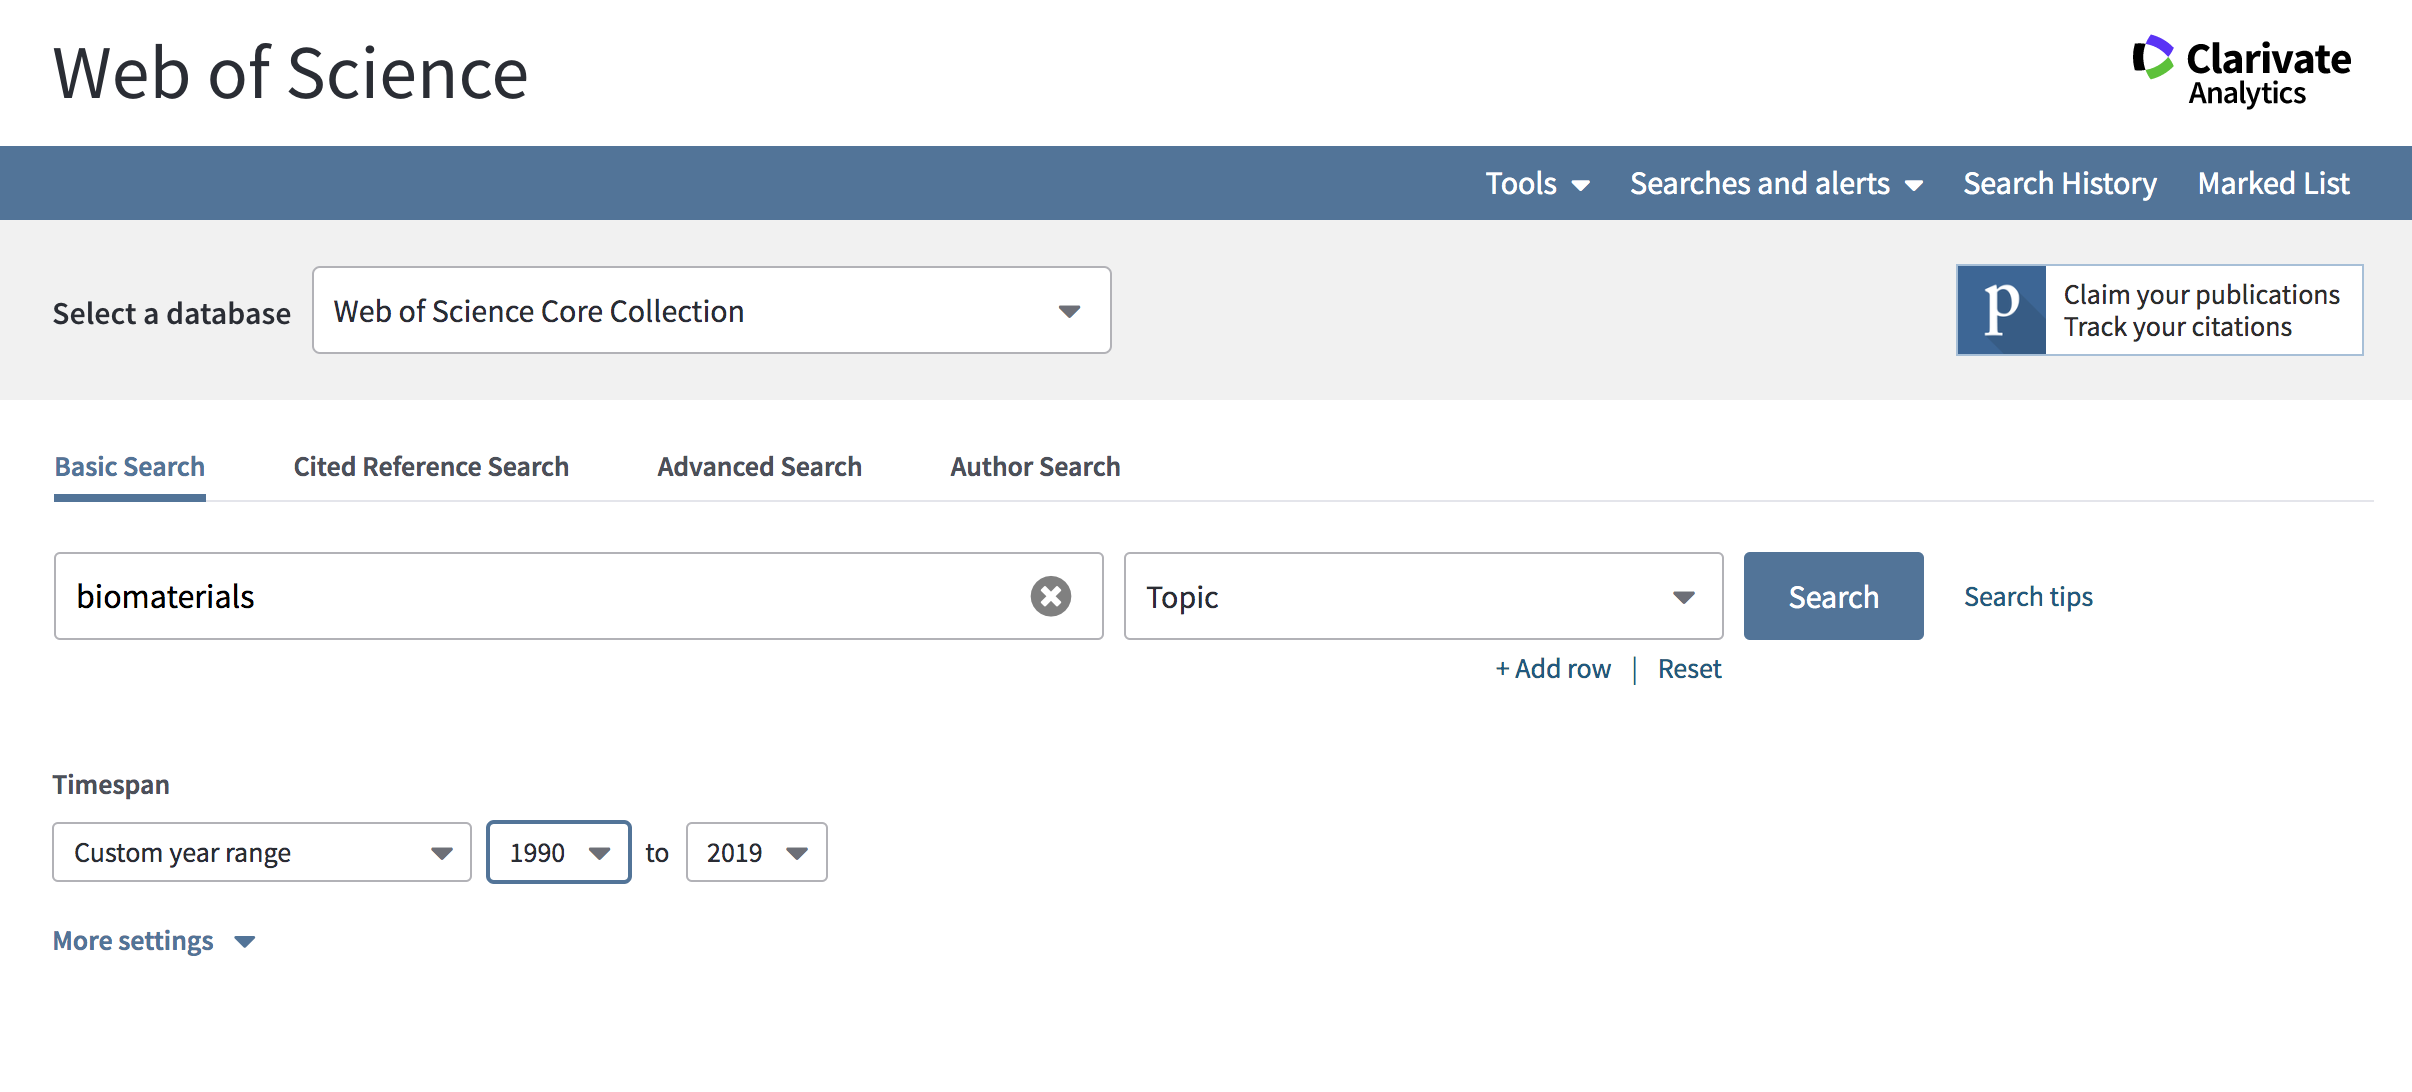 Web of Science
Clarivate
Analytics
Tools Searches and alerts Search History Marked List
Select a database Web of Science Core Collection
p
Claim your publications
Track your citations
Basic Search Cited Reference Search Advanced Search Author Search
biomaterials Topic Search Search tips
+ Add row | Reset
Timespan
Custom year range 1990 to 2019
More settings